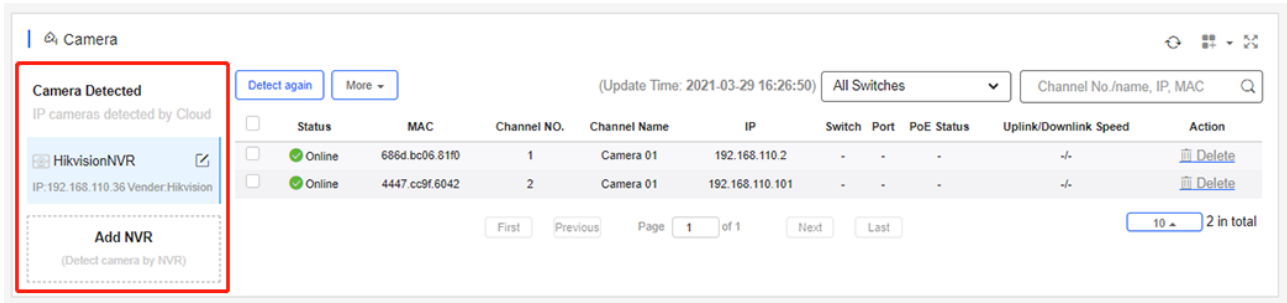 Camera
Camera Detected
IP cameras detected by Cloud
HikvisionNVR
IP:192.168.110.36 Vender:Hikvision
Add NVR
(Detect camera by NVR)
Detect again More (Update Time: 2021-03-29 16:26:50) All Switches Channel No./name, IP, MAC
Status MAC Channel NO. Channel Name IP Switch Port PoE Status Uplink/Downlink Speed Action
Online 686d.bc06.81f0 1 Camera 01 192.168.110.2 - - - -/- Delete
Online 4447.cc9f.6042 2 Camera 01 192.168.110.101 - - - -/- Delete
First Previous Page 1 of 1 Next Last 10 2 in total